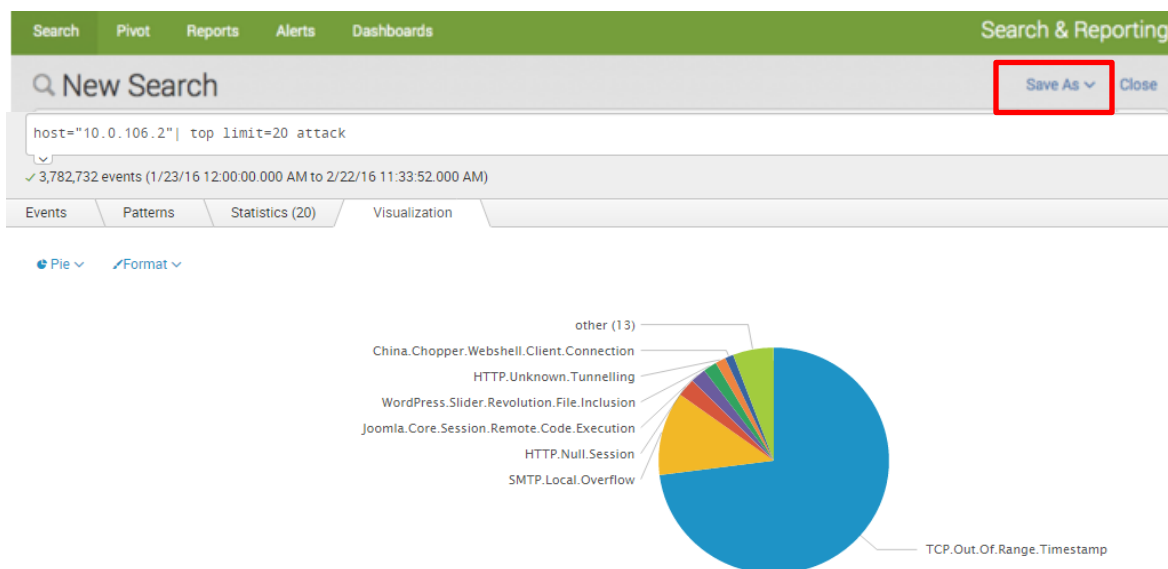 Search Pivot Reports Alerts Dashboards Search & Reporting
New Search Save As Close
host="10.0.106.2"| top limit=20 attack
3,782,732 events (1/23/16 12:00:00.000 AM to 2/22/16 11:33:52.000 AM)
Events Patterns Statistics (20) Visualization
Pie Format
other (13)
China.Chopper.Webshell.Client.Connection
HTTP.Unknown.Tunnelling
WordPress.Slider.Revolution.File.Inclusion
Joomla.Core.Session.Remote.Code.Execution
HTTP.Null.Session
SMTP.Local.Overflow
TCP.Out.Of.Range.Timestamp